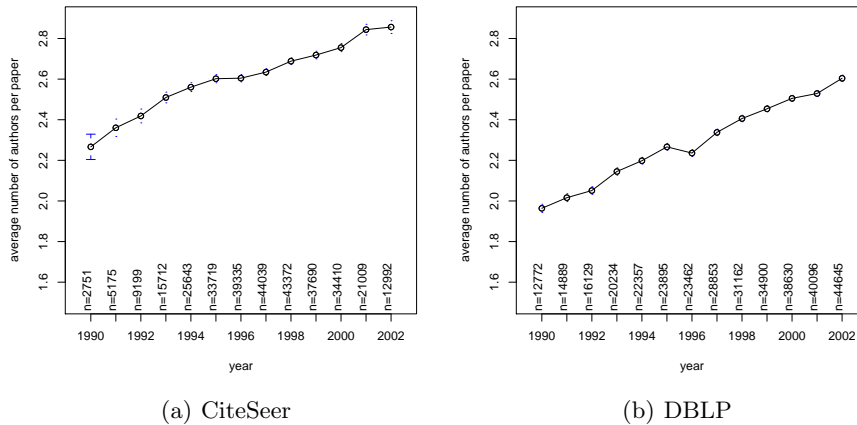 average number of authors per paper
2.8
2.6
2.4
2.2
2.0
1.8
1.6
n=2751
n=5175
n=9199
n=15712
n=25643
n=33719
n=39335
n=44039
n=43372
n=37690
n=34410
n=21009
n=12992
1990 1992 1994 1996 1998 2000 2002
year
(a) CiteSeer
average number of authors per paper
2.8
2.6
2.4
2.2
2.0
1.8
1.6
n=12772
n=14889
n=16129
n=20234
n=22357
n=23895
n=23462
n=28853
n=31162
n=34900
n=38630
n=40096
n=44645
1990 1992 1994 1996 1998 2000 2002
year
(b) DBLP